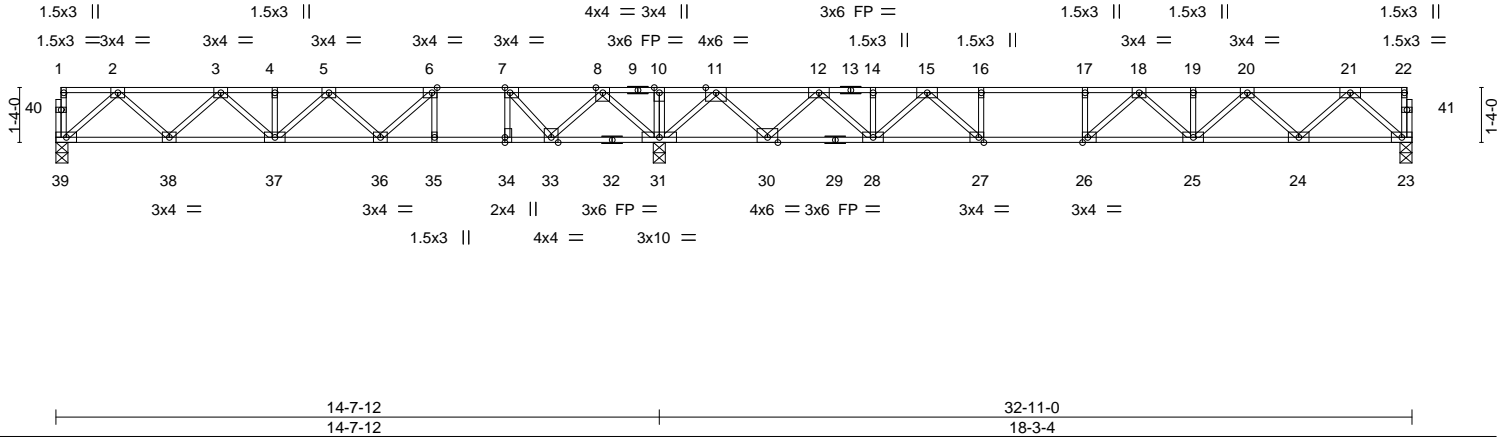 1.5x3 || 1.5x3 || 4x4 = 3x4 || 3x6 FP = 1.5x3 || 1.5x3 || 1.5x3 ||
1.5x3 = 3x4 = 3x4 = 3x4 = 3x4 = 3x4 = 3x6 FP = 4x6 = 1.5x3 || 1.5x3 || 3x4 = 3x4 = 1.5x3 =
1 2 3 4 5 6 7 8 9 10 11 12 13 14 15 16 17 18 19 20 21 22
1-4-0 40 41 1-4-0
39 38 37 36 35 34 33 32 31 30 29 28 27 26 25 24 23
3x4 = 3x4 = 2x4 || 3x6 FP = 4x6 = 3x6 FP = 3x4 = 3x4 =
1.5x3 || 4x4 = 3x10 =
14-7-12 32-11-0
14-7-12 18-3-4